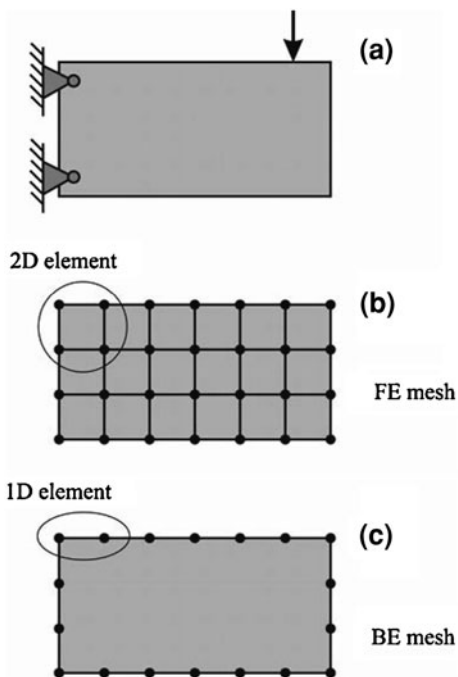 (a)
2D element
(b)
FE mesh
1D element
(c)
BE mesh